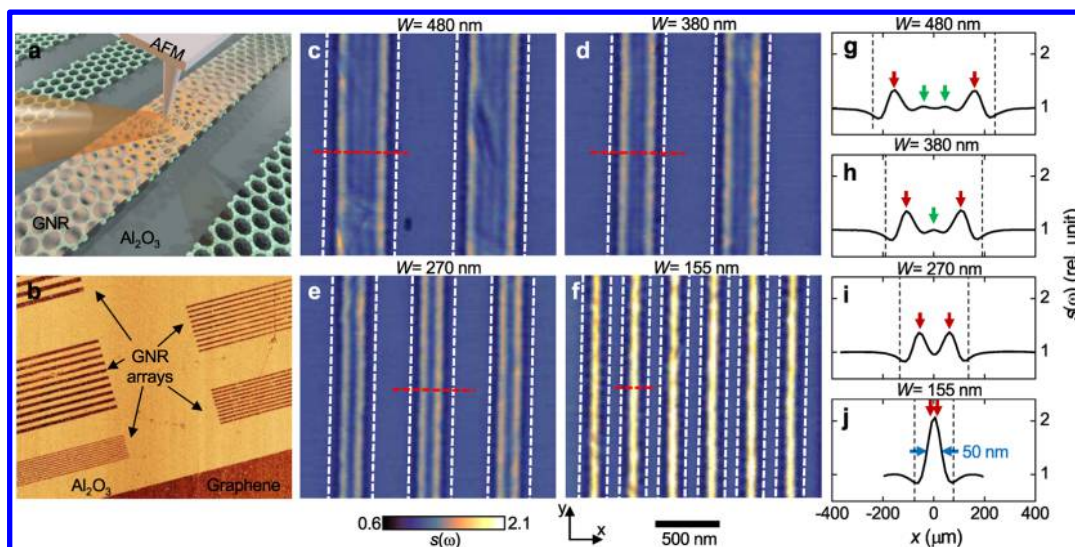 W= 480 nm
W= 380 nm
W= 480 nm
a
AFM
GNR
Al2O3
c
d
g
2
1
W= 380 nm
h
2
1
W= 270 nm
W= 155 nm
W= 270 nm
b
GNR
arrays
Al2O3
Graphene
e
f
i
2
1
s(ω) (rel. unit)
W= 155 nm
j
2
50 nm
1
-400 -200 0 200 400
x (μm)
0.6
2.1
s(ω)
y
x
500 nm